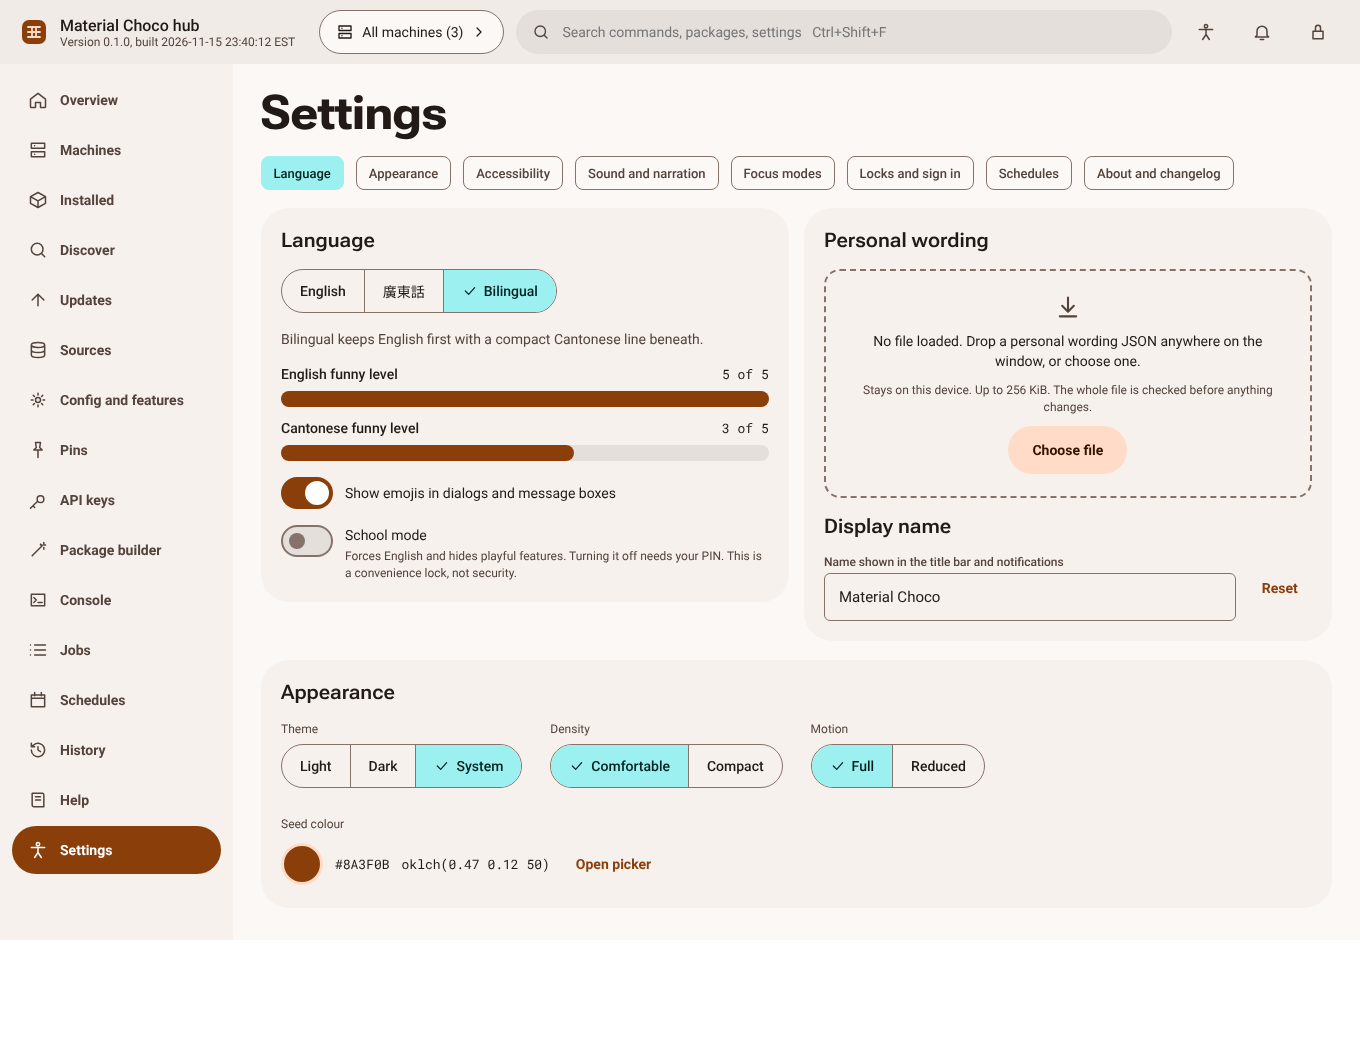 Material Choco hub
Version 0.1.0, built 2026-11-15 23:40:12 EST
All machines (3)
Search commands, packages, settings Ctrl+Shift+F
Overview
Machines
Installed
Discover
Updates
Sources
Config and features
Pins
API keys
Package builder
Console
Jobs
Schedules
History
Help
Settings
Settings
Language
Appearance
Accessibility
Sound and narration
Focus modes
Locks and sign in
Schedules
About and changelog
Language
English
廣東話
Bilingual
Bilingual keeps English first with a compact Cantonese line beneath.
English funny level 5 of 5
Cantonese funny level 3 of 5
Show emojis in dialogs and message boxes
School mode
Forces English and hides playful features. Turning it off needs your PIN. This is
a convenience lock, not security.
Personal wording
No file loaded. Drop a personal wording JSON anywhere on the
window, or choose one.
Stays on this device. Up to 256 KiB. The whole file is checked before anything
changes.
Choose file
Display name
Name shown in the title bar and notifications
Material Choco
Reset
Appearance
Theme
Light
Dark
System
Density
Comfortable
Compact
Motion
Full
Reduced
Seed colour
#8A3F0B oklch(0.47 0.12 50)
Open picker